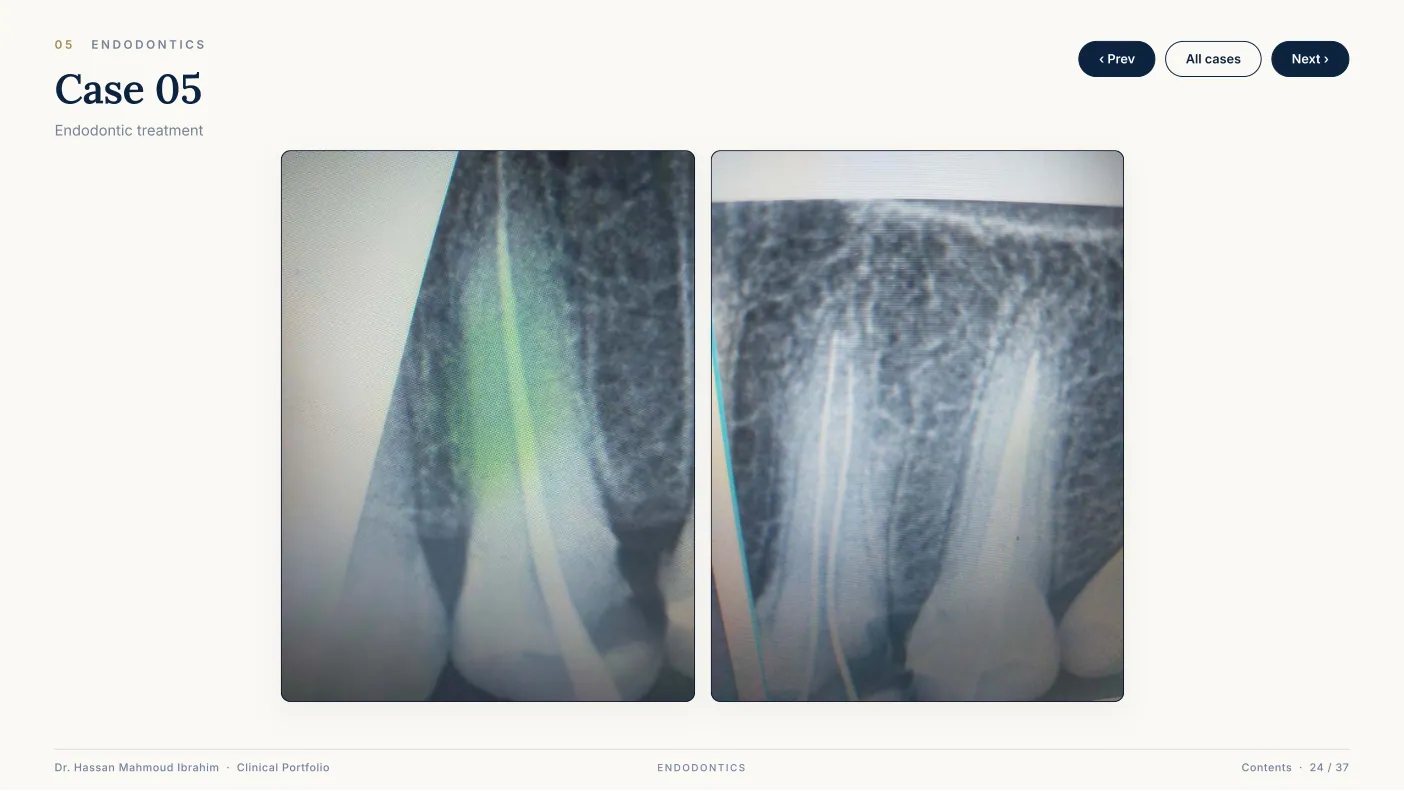 05 ENDODONTICS
Case 05
Endodontic treatment
‹ Prev
All cases
Next ›
Dr. Hassan Mahmoud Ibrahim · Clinical Portfolio
ENDODONTICS
Contents · 24 / 37